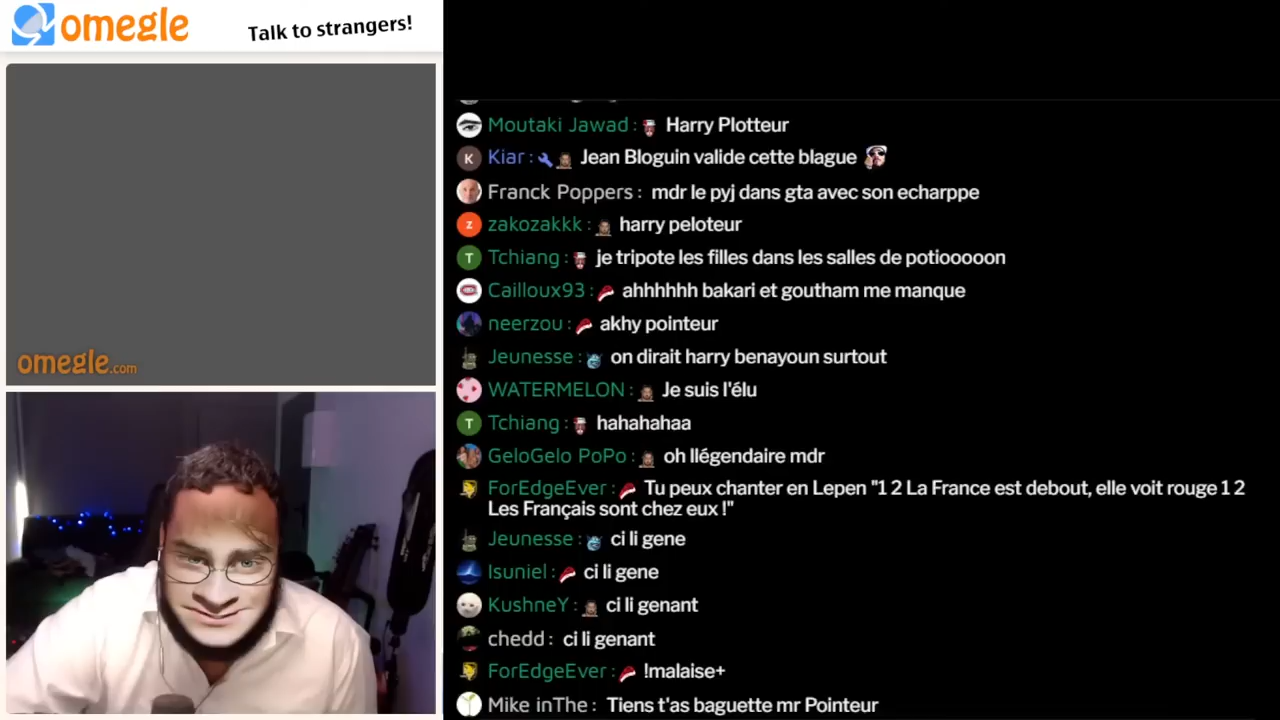 omegle
Talk to strangers!
omegle.com
Moutaki Jawad : Harry Plotteur
K Kiar : Jean Bloguin valide cette blague
Franck Poppers : mdr le pyj dans gta avec son echarppe
z zakozakkk : harry peloteur
T Tchiang : je tripote les filles dans les salles de potiooooon
Cailloux93 : ahhhhhh bakari et goutham me manque
neerzou : akhy pointeur
Jeunesse : on dirait harry benayoun surtout
WATERMELON : Je suis l'élu
T Tchiang : hahahahaa
GeloGelo PoPo : oh llégendaire mdr
ForEdgeEver : Tu peux chanter en Lepen "1 2 La France est debout, elle voit rouge 1 2
Les Français sont chez eux !"
Jeunesse : ci li gene
Isuniel : ci li gene
KushneY : ci li genant
chedd : ci li genant
ForEdgeEver : !malaise+
Mike inThe : Tiens t'as baguette mr Pointeur